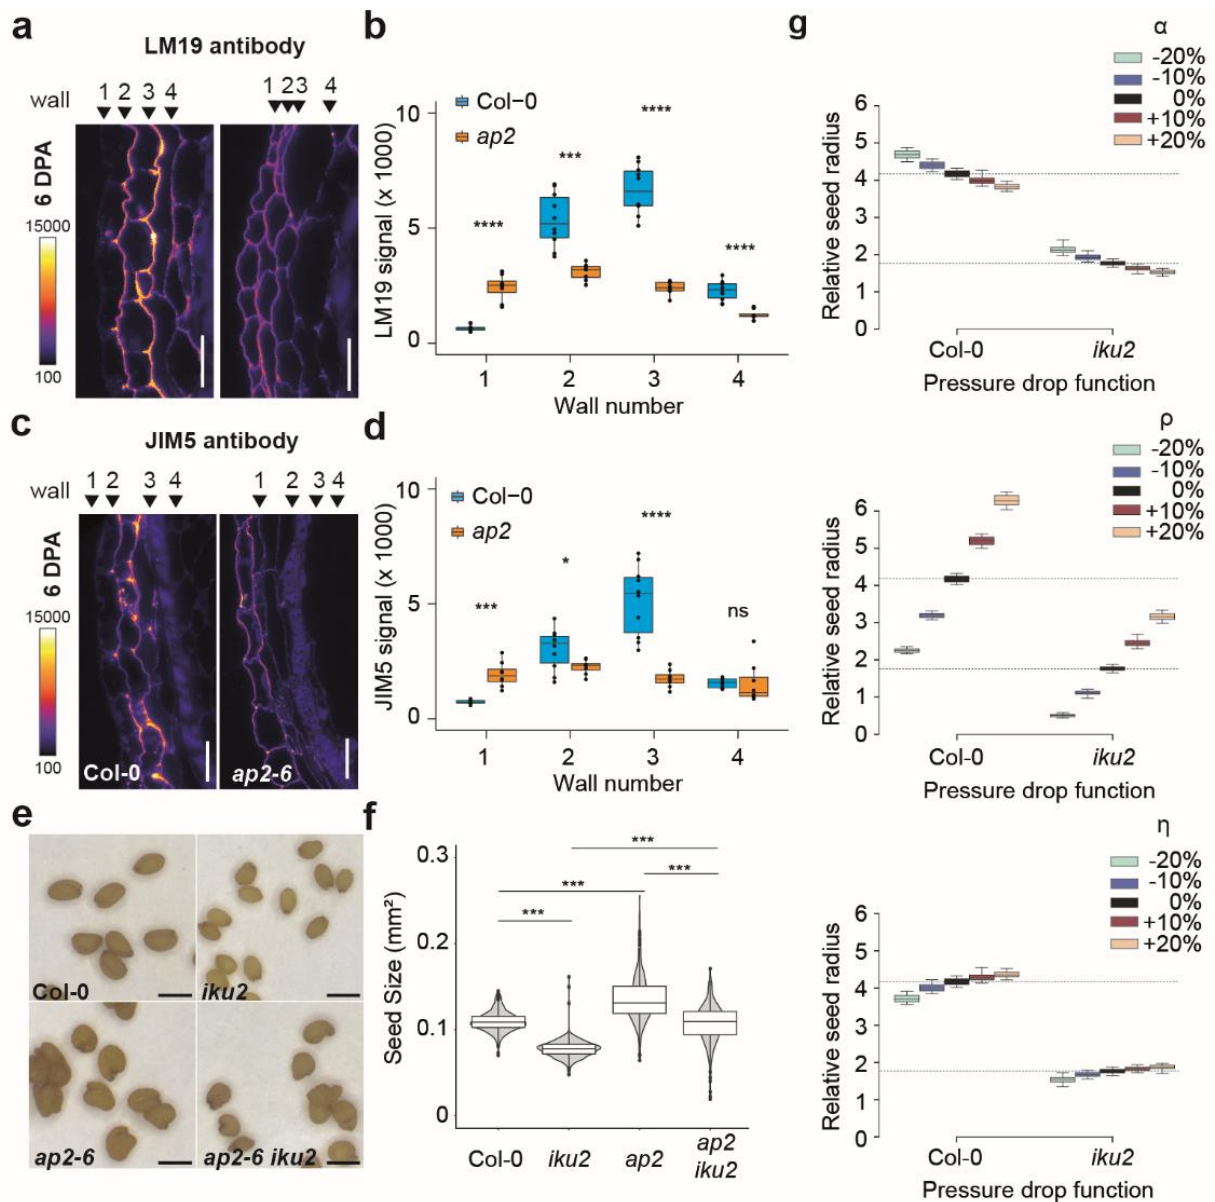 a
LM19 antibody
wall
1 2 3 4
1 2 3 4
6 DPA
15000
100
b
Col-0
ap2
LM19 signal (x 1000)
10
5
0
****
***
****
****
1 2 3 4
Wall number
c
JIM5 antibody
wall
1 2 3 4
1 2 3 4
6 DPA
15000
100
Col-0
ap2-6
d
Col-0
ap2
JIM5 signal (x 1000)
10
5
0
***
*
****
ns
1 2 3 4
Wall number
e
Col-0
iku2
ap2-6
ap2-6 iku2
f
Seed Size (mm²)
0.3
0.2
0.1
0
***
***
***
***
Col-0
iku2
ap2
ap2
iku2
g
α
-20%
-10%
0%
+10%
+20%
Relative seed radius
6
5
4
3
2
1
0
Col-0
iku2
Pressure drop function
ρ
-20%
-10%
0%
+10%
+20%
Relative seed radius
6
5
4
3
2
1
0
Col-0
iku2
Pressure drop function
η
-20%
-10%
0%
+10%
+20%
Relative seed radius
6
5
4
3
2
1
0
Col-0
iku2
Pressure drop function